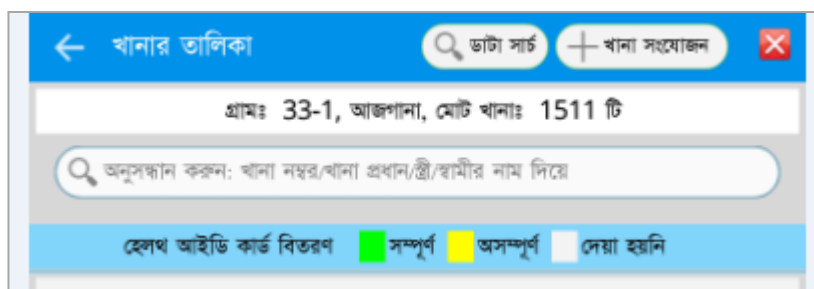 খানার তালিকা ডাটা সার্চ খানা সংযোজন
গ্রামঃ 33-1, আজগানা, মোট খানাঃ 1511 টি
অনুসন্ধান করুন: খানা নম্বর/খানা প্রধান/স্ত্রী/স্বামীর নাম দিয়ে
হেলথ আইডি কার্ড বিতরণ সম্পূর্ণ অসম্পূর্ণ দেয়া হয়নি